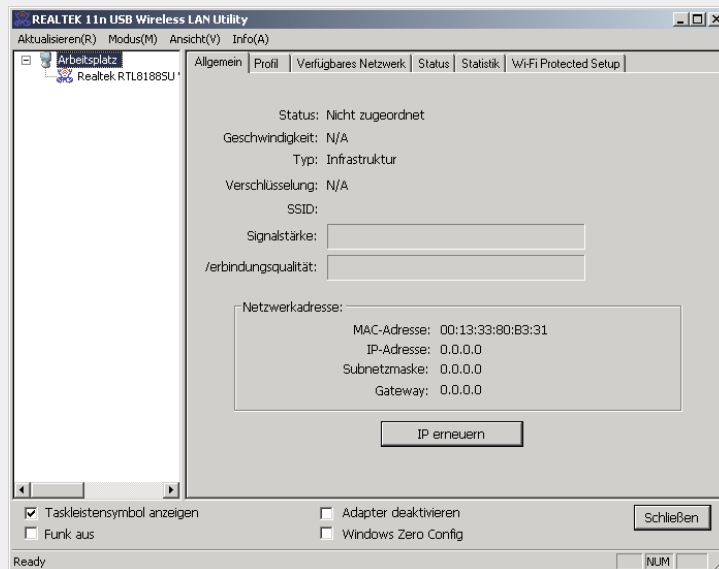 REALTEK 11n USB Wireless LAN Utility
Aktualisieren(R) Modus(M) Ansicht(V) Info(A)
Arbeitsplatz
Realtek RTL8188SU
Allgemein Profil Verfügbares Netzwerk Status Statistik Wi-Fi Protected Setup
Status: Nicht zugeordnet
Geschwindigkeit: N/A
Typ: Infrastruktur
Verschlüsselung: N/A
SSID:
Signalstärke:
/erbindungsqualität:
Netzwerkadresse:
MAC-Adresse: 00:13:33:80:B3:31
IP-Adresse: 0.0.0.0
Subnetzmaske: 0.0.0.0
Gateway: 0.0.0.0
IP erneuern
Taskleistensymbol anzeigen
Adapter deaktivieren
Funk aus
Windows Zero Config
Schließen
Ready
NUM